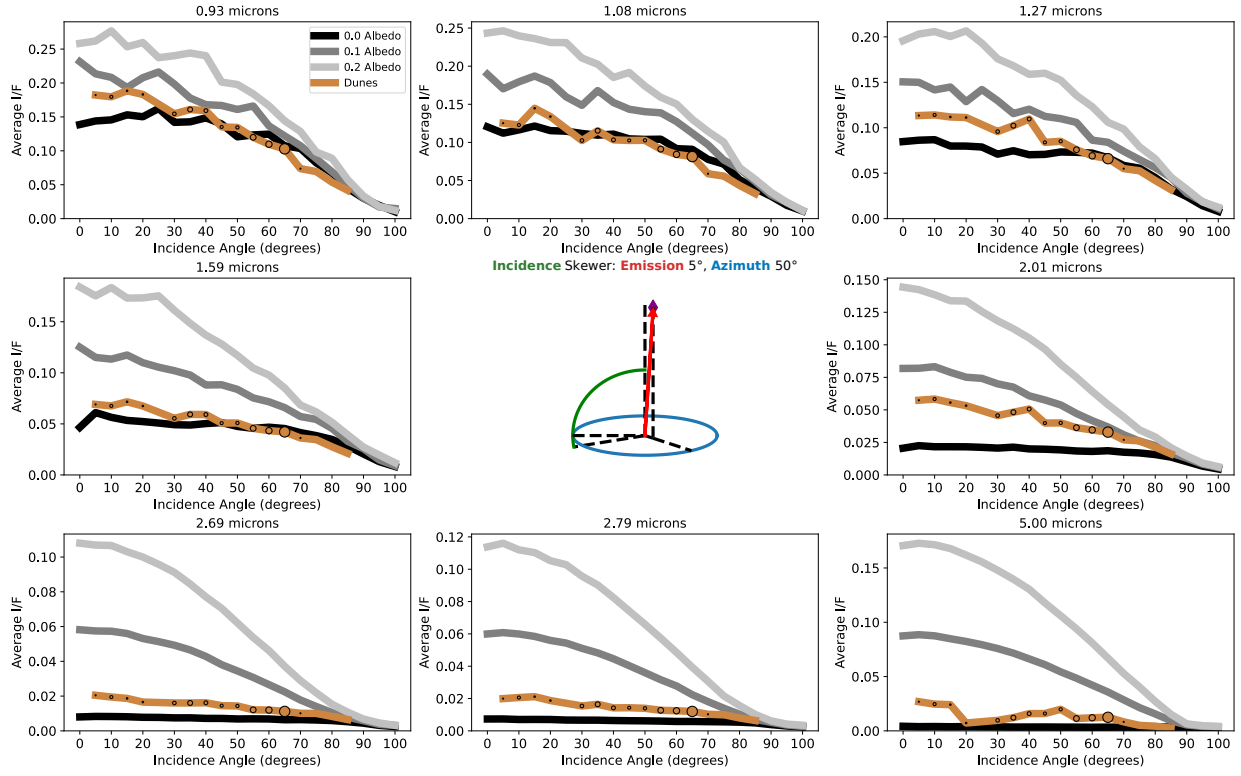 0.93 microns
1.08 microns
1.27 microns
Average I/F
0.25
0.20
0.15
0.10
0.05
0.00
0.0 Albedo
0.1 Albedo
0.2 Albedo
Dunes
0 10 20 30 40 50 60 70 80 90 100
Incidence Angle (degrees)
Average I/F
0.25
0.20
0.15
0.10
0.05
0.00
0 10 20 30 40 50 60 70 80 90 100
Incidence Angle (degrees)
Average I/F
0.20
0.15
0.10
0.05
0.00
0 10 20 30 40 50 60 70 80 90 100
Incidence Angle (degrees)
1.59 microns
Incidence Skewer: Emission 5°, Azimuth 50°
2.01 microns
Average I/F
0.15
0.10
0.05
0.00
0 10 20 30 40 50 60 70 80 90 100
Incidence Angle (degrees)
Average I/F
0.150
0.125
0.100
0.075
0.050
0.025
0.000
0 10 20 30 40 50 60 70 80 90 100
Incidence Angle (degrees)
2.69 microns
2.79 microns
5.00 microns
Average I/F
0.10
0.08
0.06
0.04
0.02
0.00
0 10 20 30 40 50 60 70 80 90 100
Incidence Angle (degrees)
Average I/F
0.12
0.10
0.08
0.06
0.04
0.02
0.00
0 10 20 30 40 50 60 70 80 90 100
Incidence Angle (degrees)
Average I/F
0.15
0.10
0.05
0.00
0 10 20 30 40 50 60 70 80 90 100
Incidence Angle (degrees)